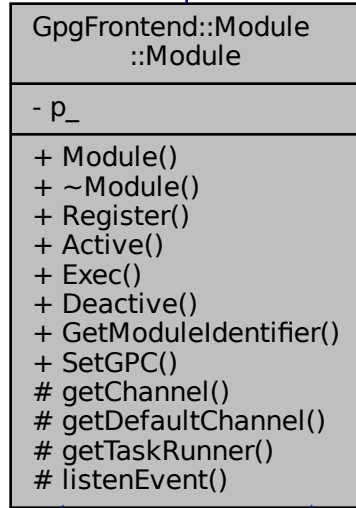 GpgFrontend::Module
::Module
- p_
+ Module()
+ ~Module()
+ Register()
+ Active()
+ Exec()
+ Deactive()
+ GetModuleIdentifier()
+ SetGPC()
# getChannel()
# getDefaultChannel()
# getTaskRunner()
# listenEvent()